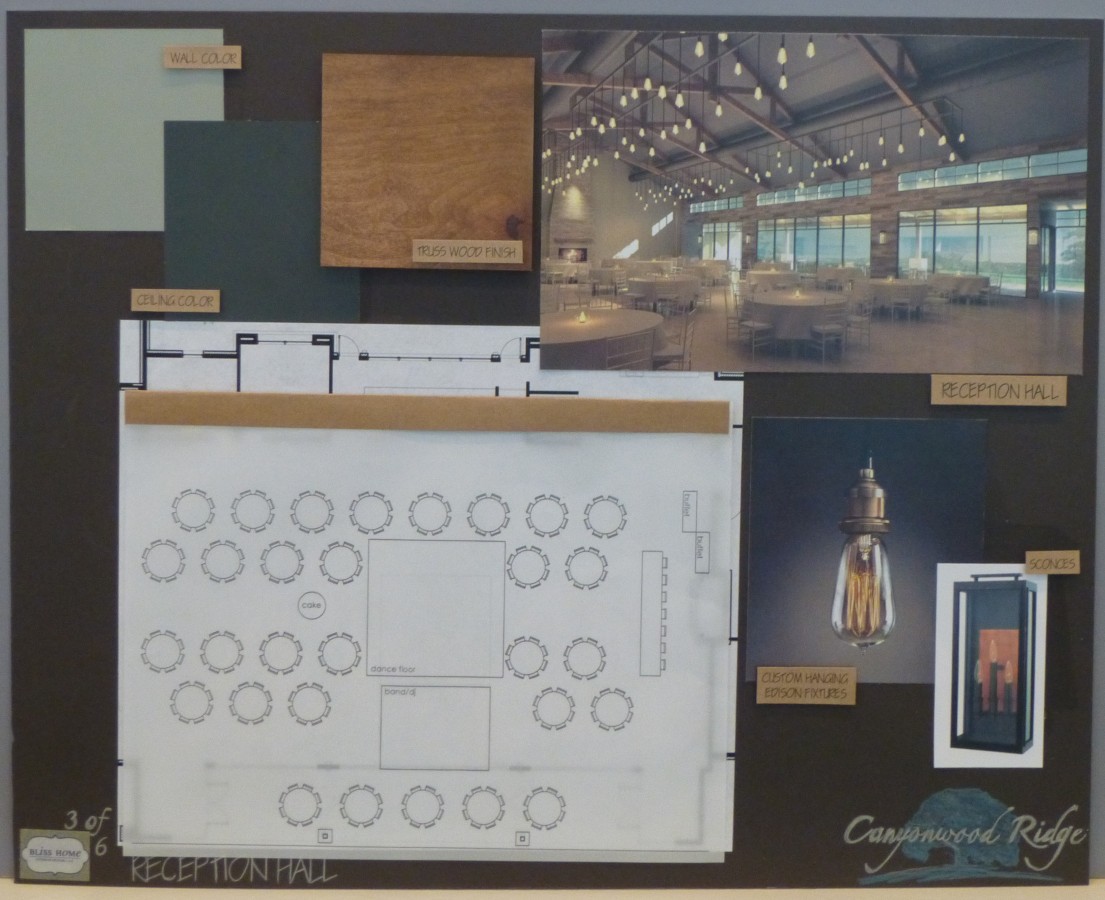 WALL COLOR
TRUSS WOOD FINISH
CEILING COLOR
RECEPTION HALL
buffet
buffet
cake
dance floor
band/dj
SCONCES
CUSTOM HANGING
EDISON FIXTURES
3 of
6
BLISS HOME
RECEPTION HALL
Canyonwood Ridge